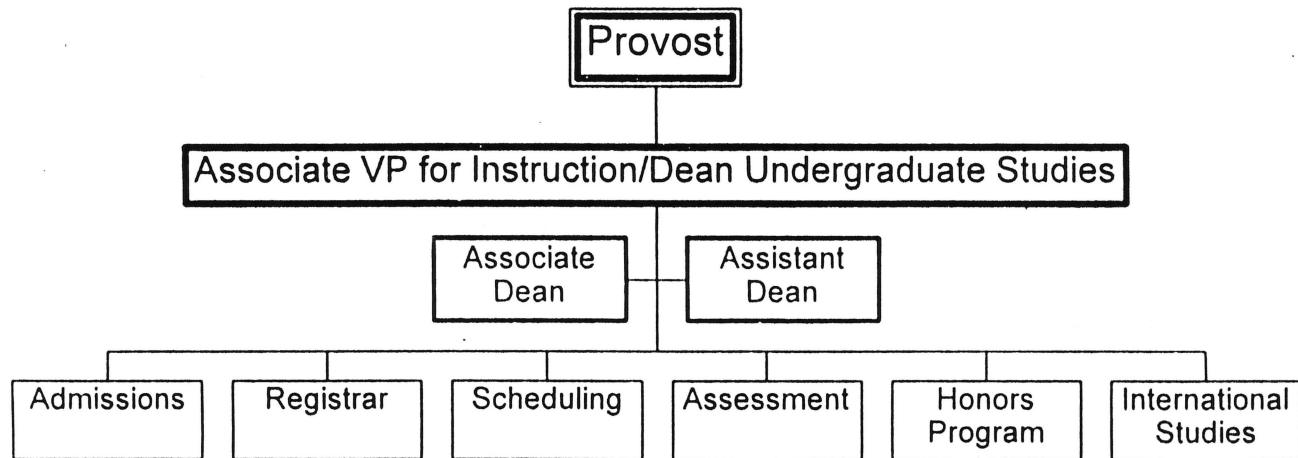 Provost
Associate VP for Instruction/Dean Undergraduate Studies
Associate
Dean
Assistant
Dean
Admissions
Registrar
Scheduling
Assessment
Honors
Program
International
Studies